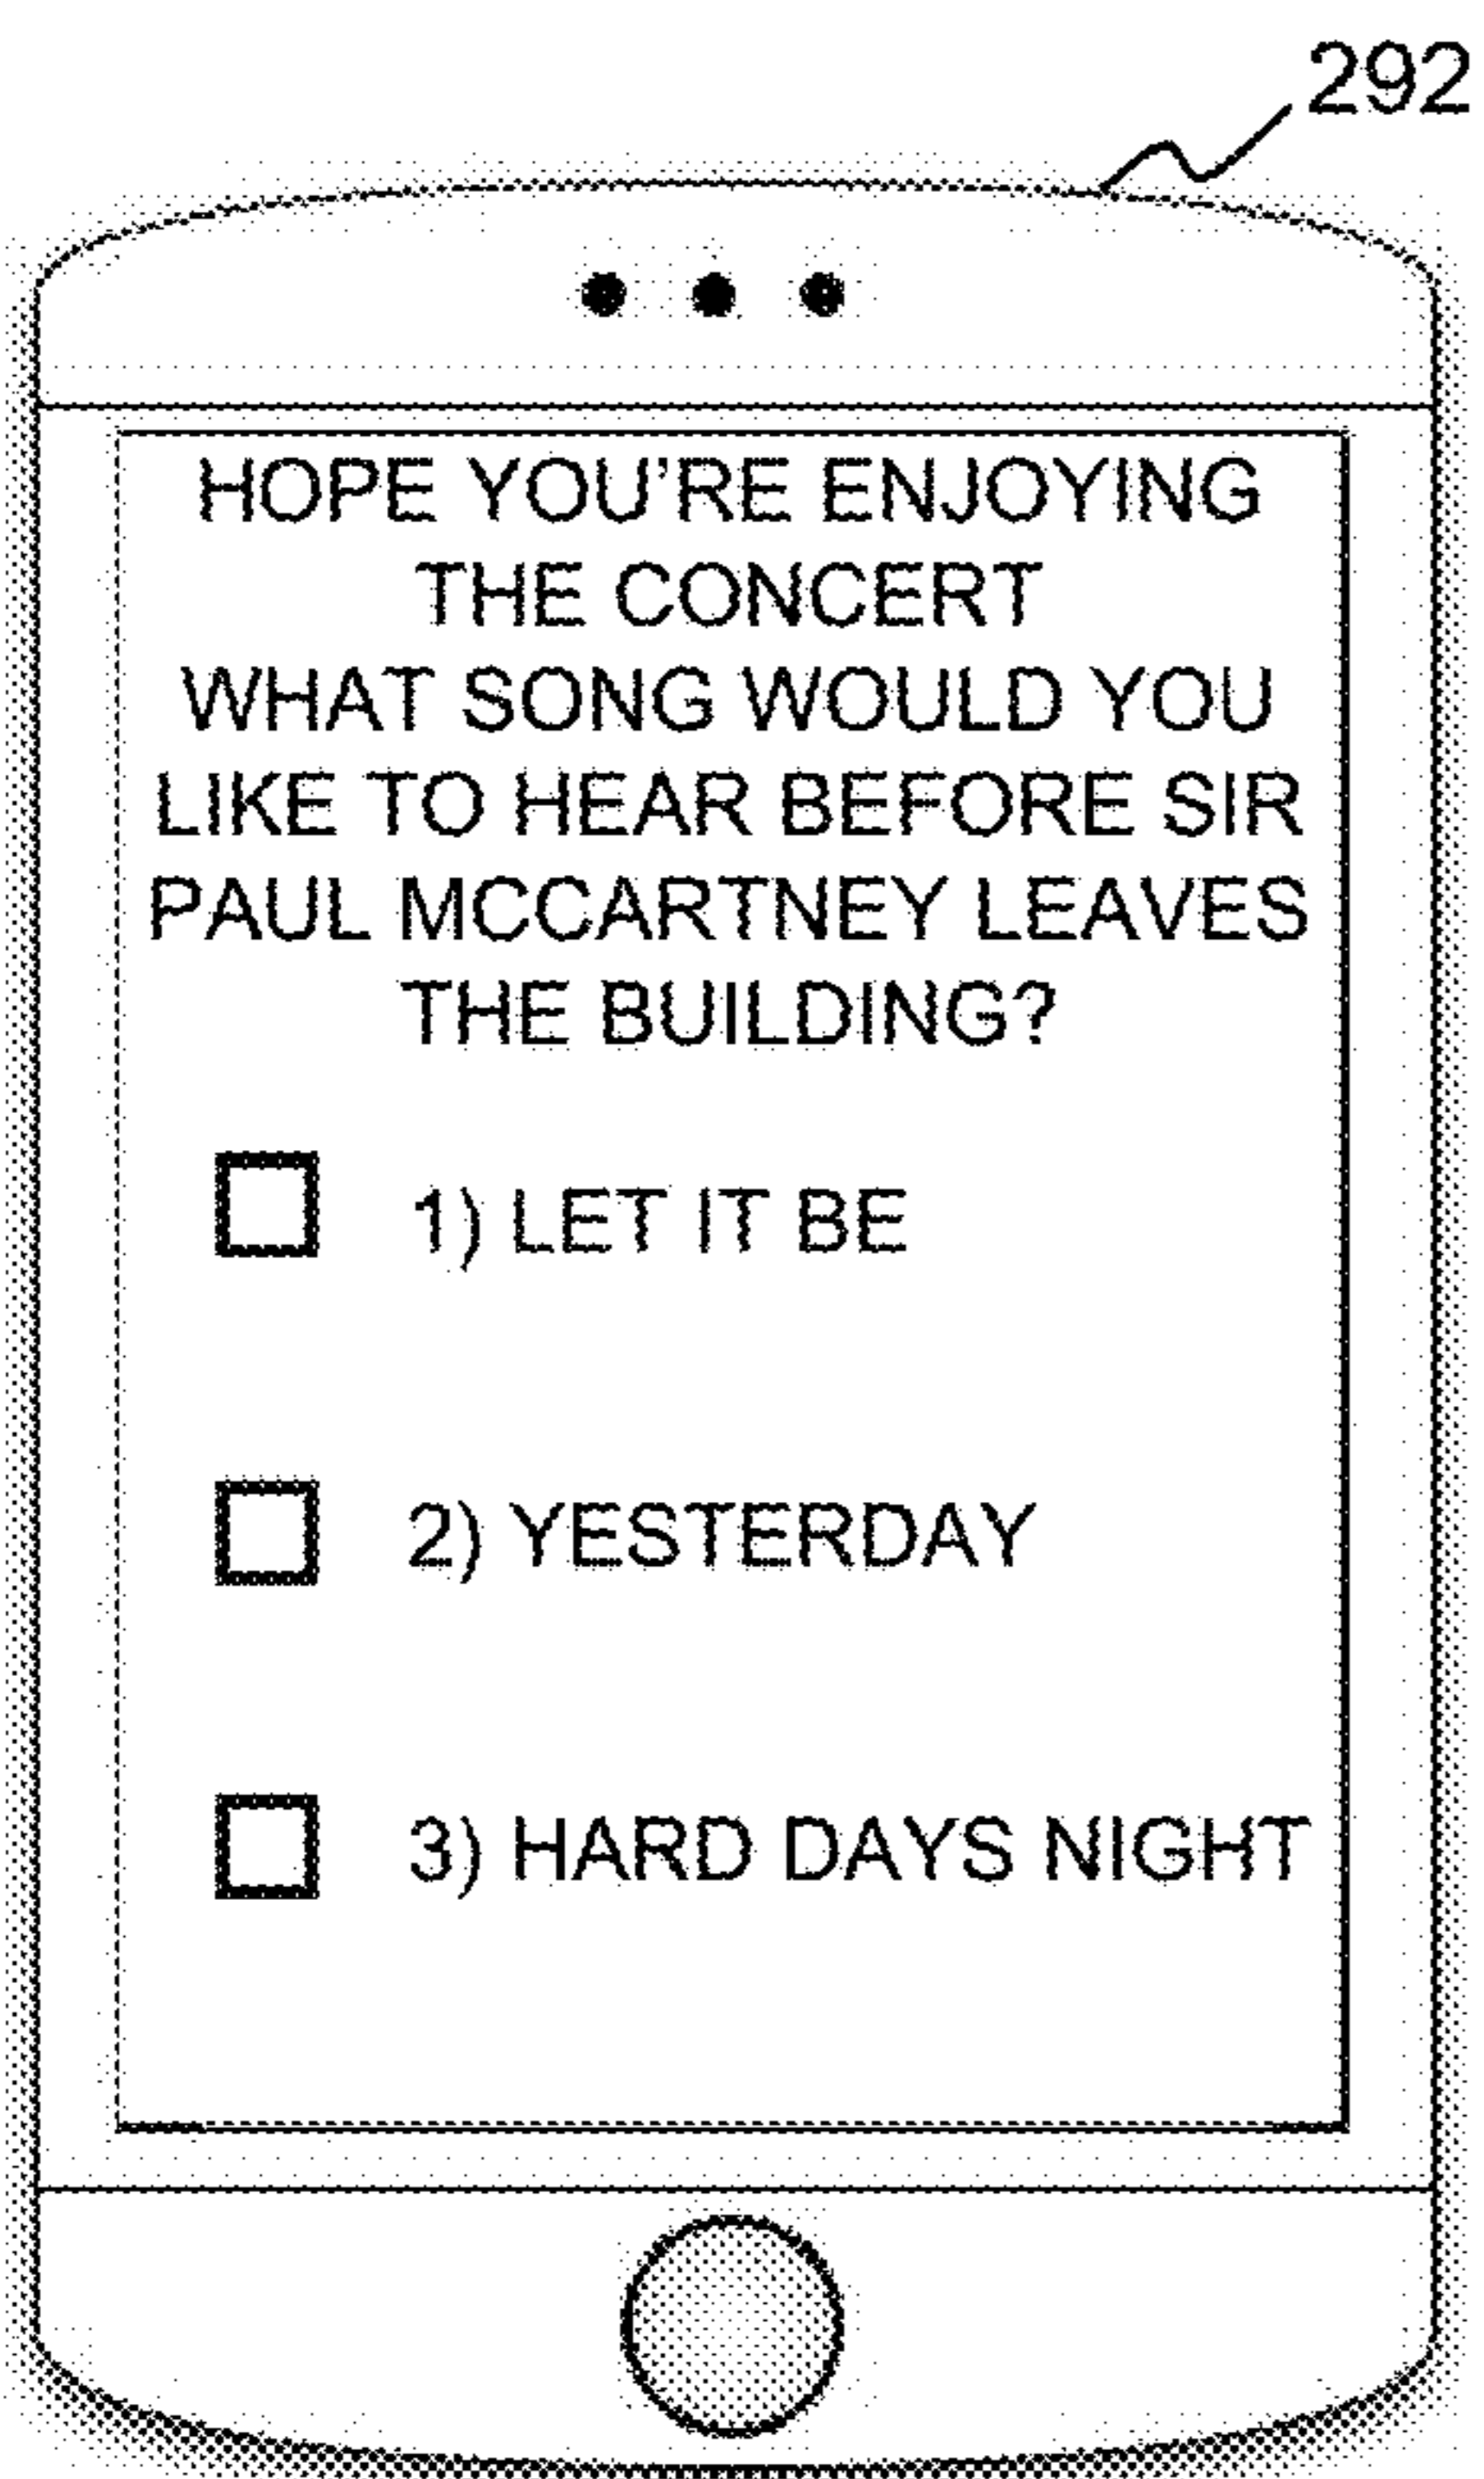 292
HOPE YOU'RE ENJOYING
THE CONCERT
WHAT SONG WOULD YOU
LIKE TO HEAR BEFORE SIR
PAUL MCCARTNEY LEAVES
THE BUILDING?
1) LET IT BE
2) YESTERDAY
3) HARD DAYS NIGHT